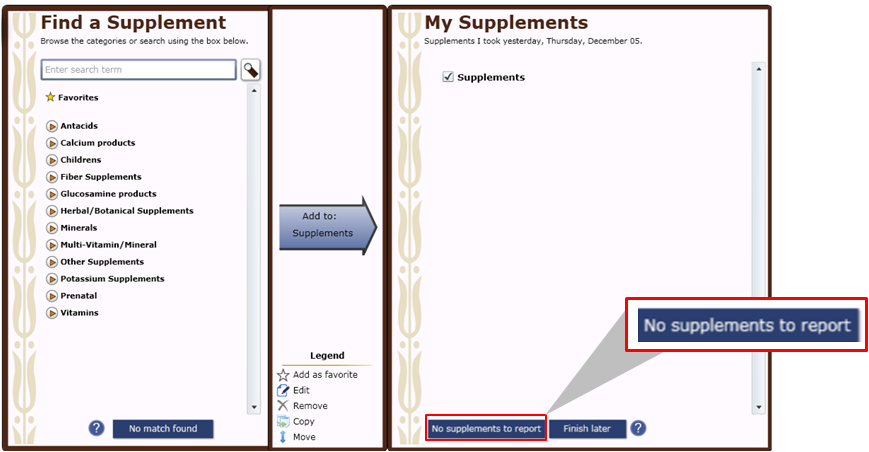 Find a Supplement
Browse the categories or search using the box below.
Enter search term
Favorites
Antacids
Calcium products
Childrens
Fiber Supplements
Glucosamine products
Herbal/Botanical Supplements
Minerals
Multi-Vitamin/Mineral
Other Supplements
Potassium Supplements
Prenatal
Vitamins
?
No match found
Add to:
Supplements
Legend
Add as favorite
Edit
Remove
Copy
Move
My Supplements
Supplements I took yesterday, Thursday, December 05.
Supplements
No supplements to report
No supplements to report
Finish later
?